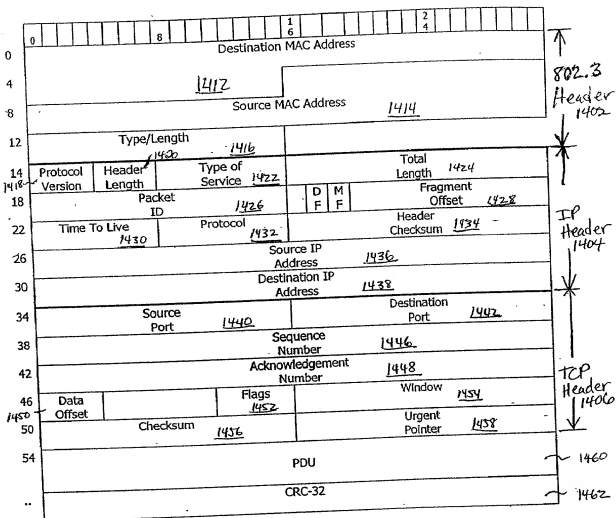 0 8 16 24
0 Destination MAC Address
4 1412
8 Source MAC Address 1414
802.3 Header 1402
12 Type/Length 1416
14 Protocol Version 1418 Header Length 1420 Type of Service 1422 Total Length 1424
18 Packet ID 1426 DF MF Fragment Offset 1428
22 Time To Live 1430 Protocol 1432 Header Checksum 1434
IP Header 1404
26 Source IP Address 1436
30 Destination IP Address 1438
34 Source Port 1440 Destination Port 1442
38 Sequence Number 1446
42 Acknowledgement Number 1448
TCP Header 1406
46 Data Offset 1450 Flags 1452 Window 1454
50 Checksum 1456 Urgent Pointer 1458
54 PDU 1460
.. CRC-32 1462